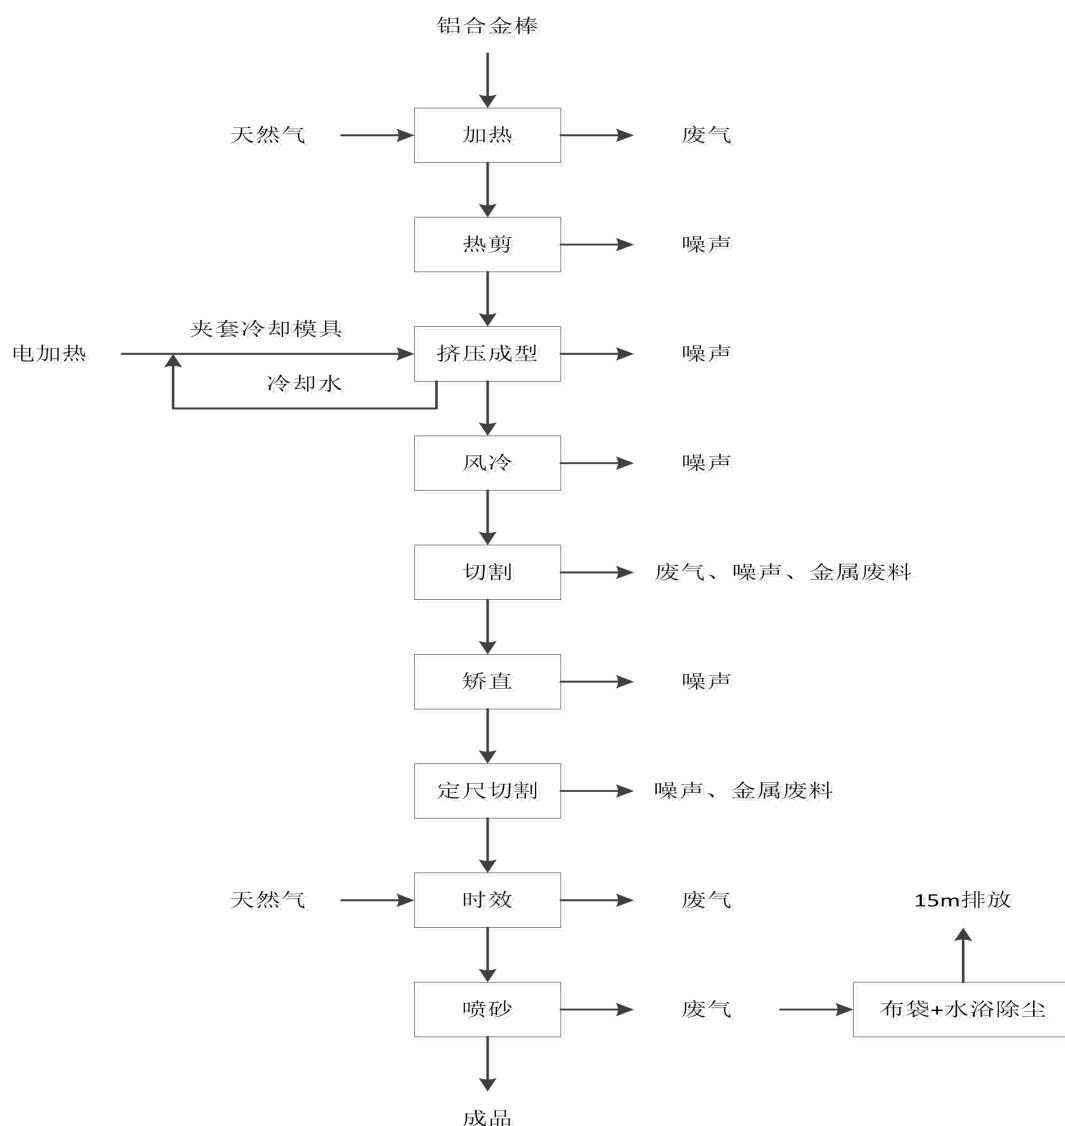 铝合金棒
天然气 加热 废气
热剪 噪声
夹套冷却模具
电加热 挤压成型 噪声
冷却水
风冷 噪声
切割 废气、噪声、金属废料
矫直 噪声
定尺切割 噪声、金属废料
天然气 时效 废气 15m排放
喷砂 废气 布袋+水浴除尘
成品